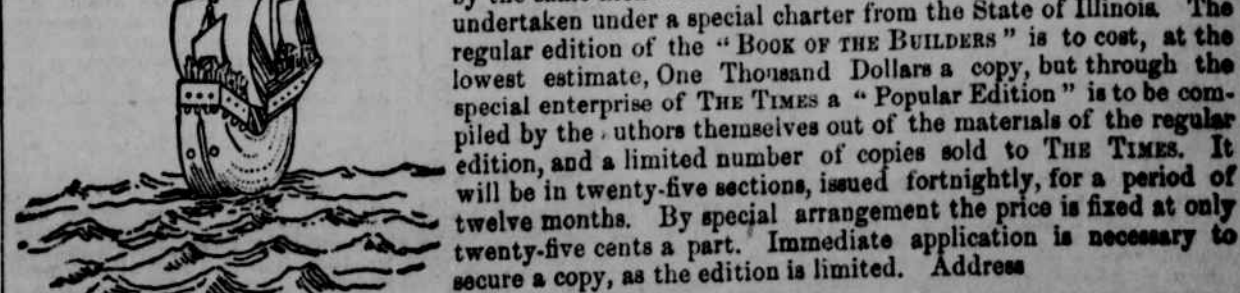 undertaken under a special charter from the State of Illinois The
regular edition of the “ BOOK OF THE BUILDERS ” is to cost, at the
lowest estimate, One Thousand Dollars a copy, but through the
special enterprise of THE TIMES a “ Popular Edition ” is to be com-
piled by the uthors themselves out of the materials of the regular
edition, and a limited number of copies sold to THE TIMES. It
will be in twenty-five sections, issued fortnightly, for a period of
twelve months. By special arrangement the price is fixed at only
twenty-five cents a part. Immediate application is necessary to
secure a copy, as the edition is limited. Address